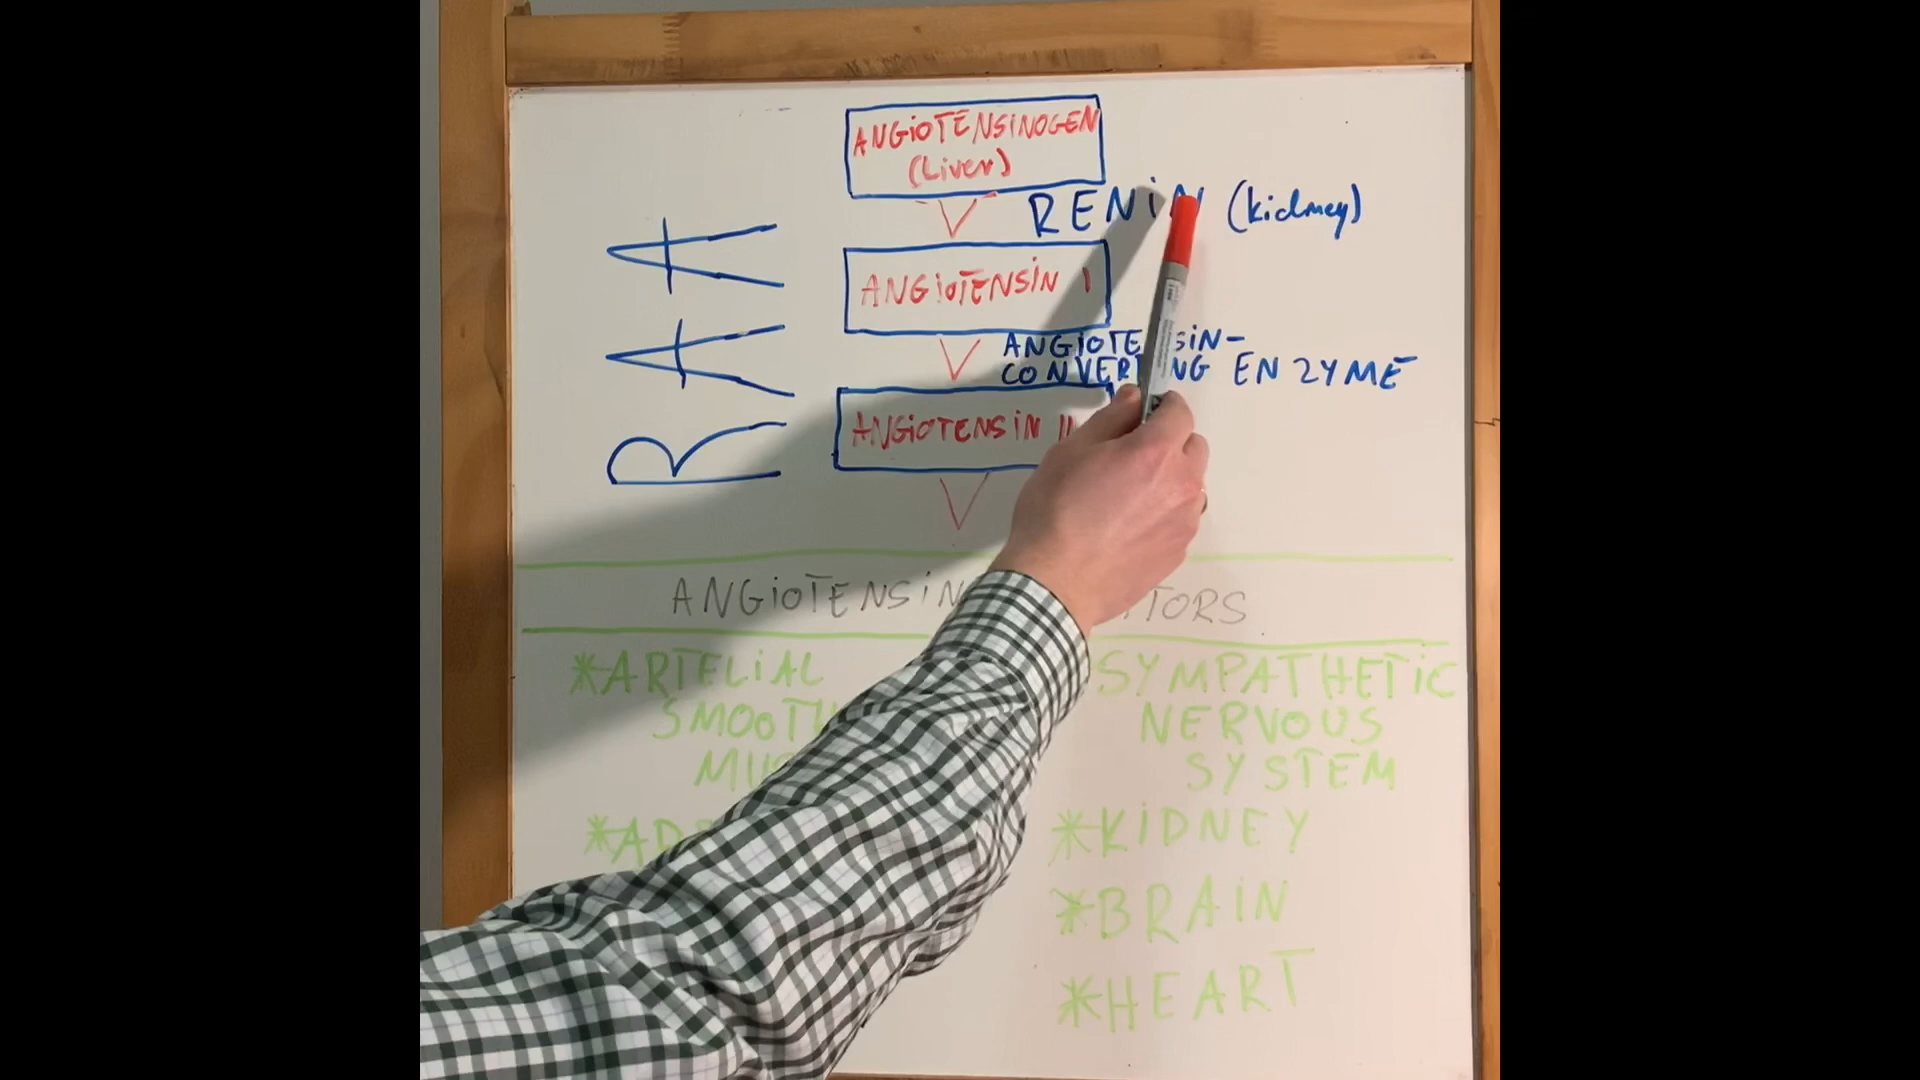 ANGIOTENSINOGEN
(Liver)
RENIN (kidney)
RAA
ANGIOTENSIN I
ANGIOTENSIN-
CONVERTING ENZYME
ANGIOTENSIN II
ANGIOTENSIN
*ARTELIAL
SMOOTH
SYMPATHETIC
NERVOUS
SYSTEM
*KIDNEY
*BRAIN
*HEART